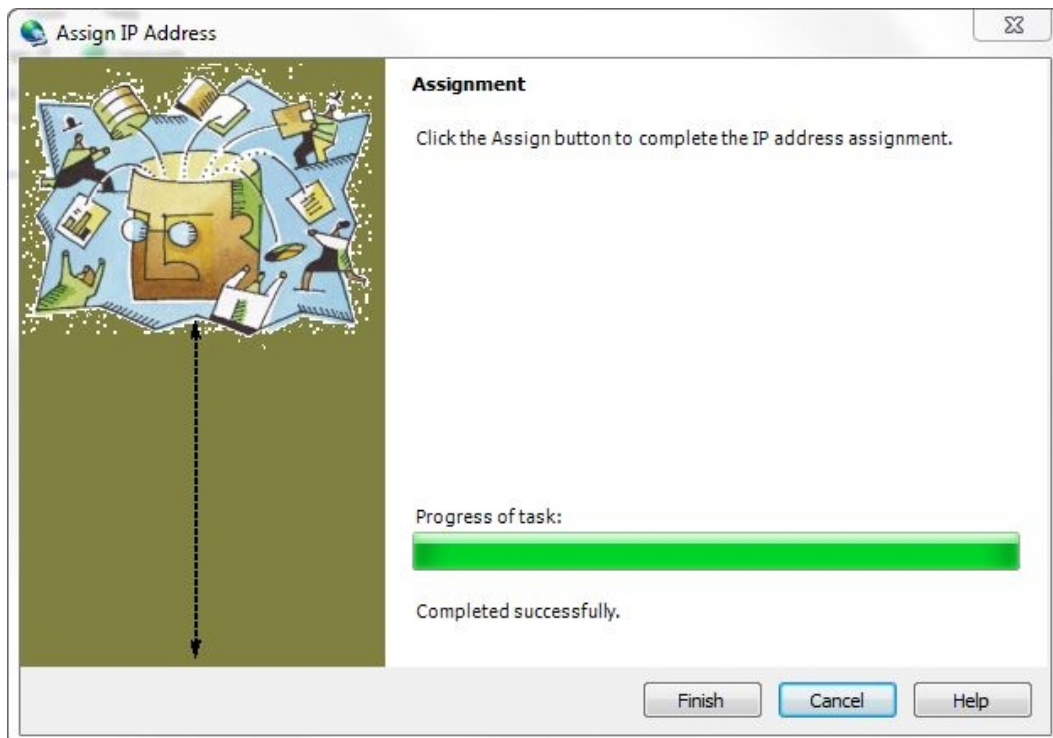 Assign IP Address
Assignment
Click the Assign button to complete the IP address assignment.
Progress of task:
Completed successfully.
Finish Cancel Help